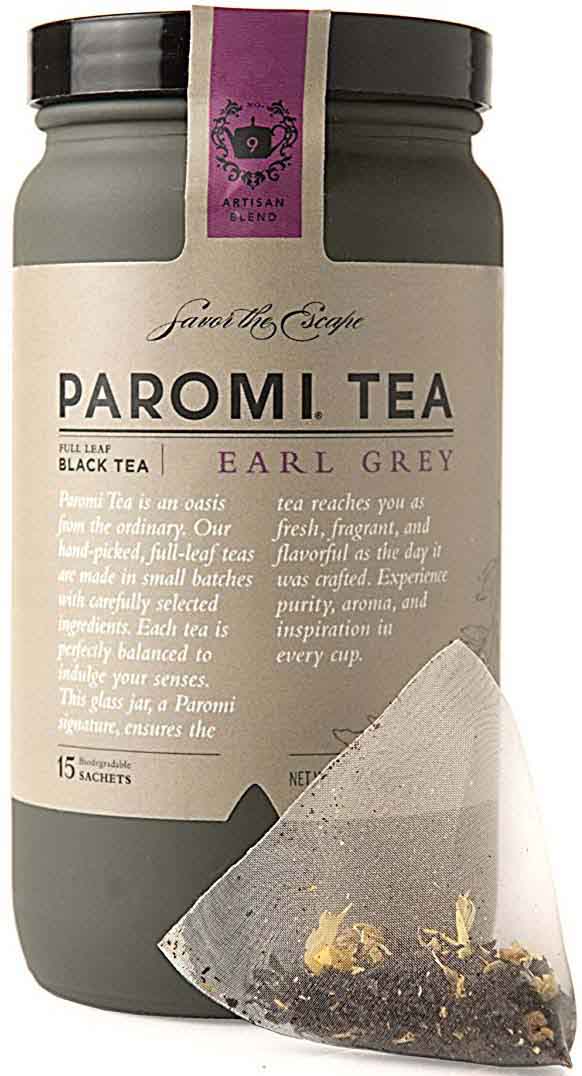 NO.
9
ARTISAN
BLEND
Savor the Escape
PAROMI® TEA
FULL LEAF
BLACK TEA
EARL GREY
Paromi Tea is an oasis
from the ordinary. Our
hand-picked, full-leaf teas
are made in small batches
with carefully selected
ingredients. Each tea is
perfectly balanced to
indulge your senses.
This glass jar, a Paromi
signature, ensures the
tea reaches you as
fresh, fragrant, and
flavorful as the day it
was crafted. Experience
purity, aroma, and
inspiration in
every cup.
15 Biodegradable
SACHETS
NET